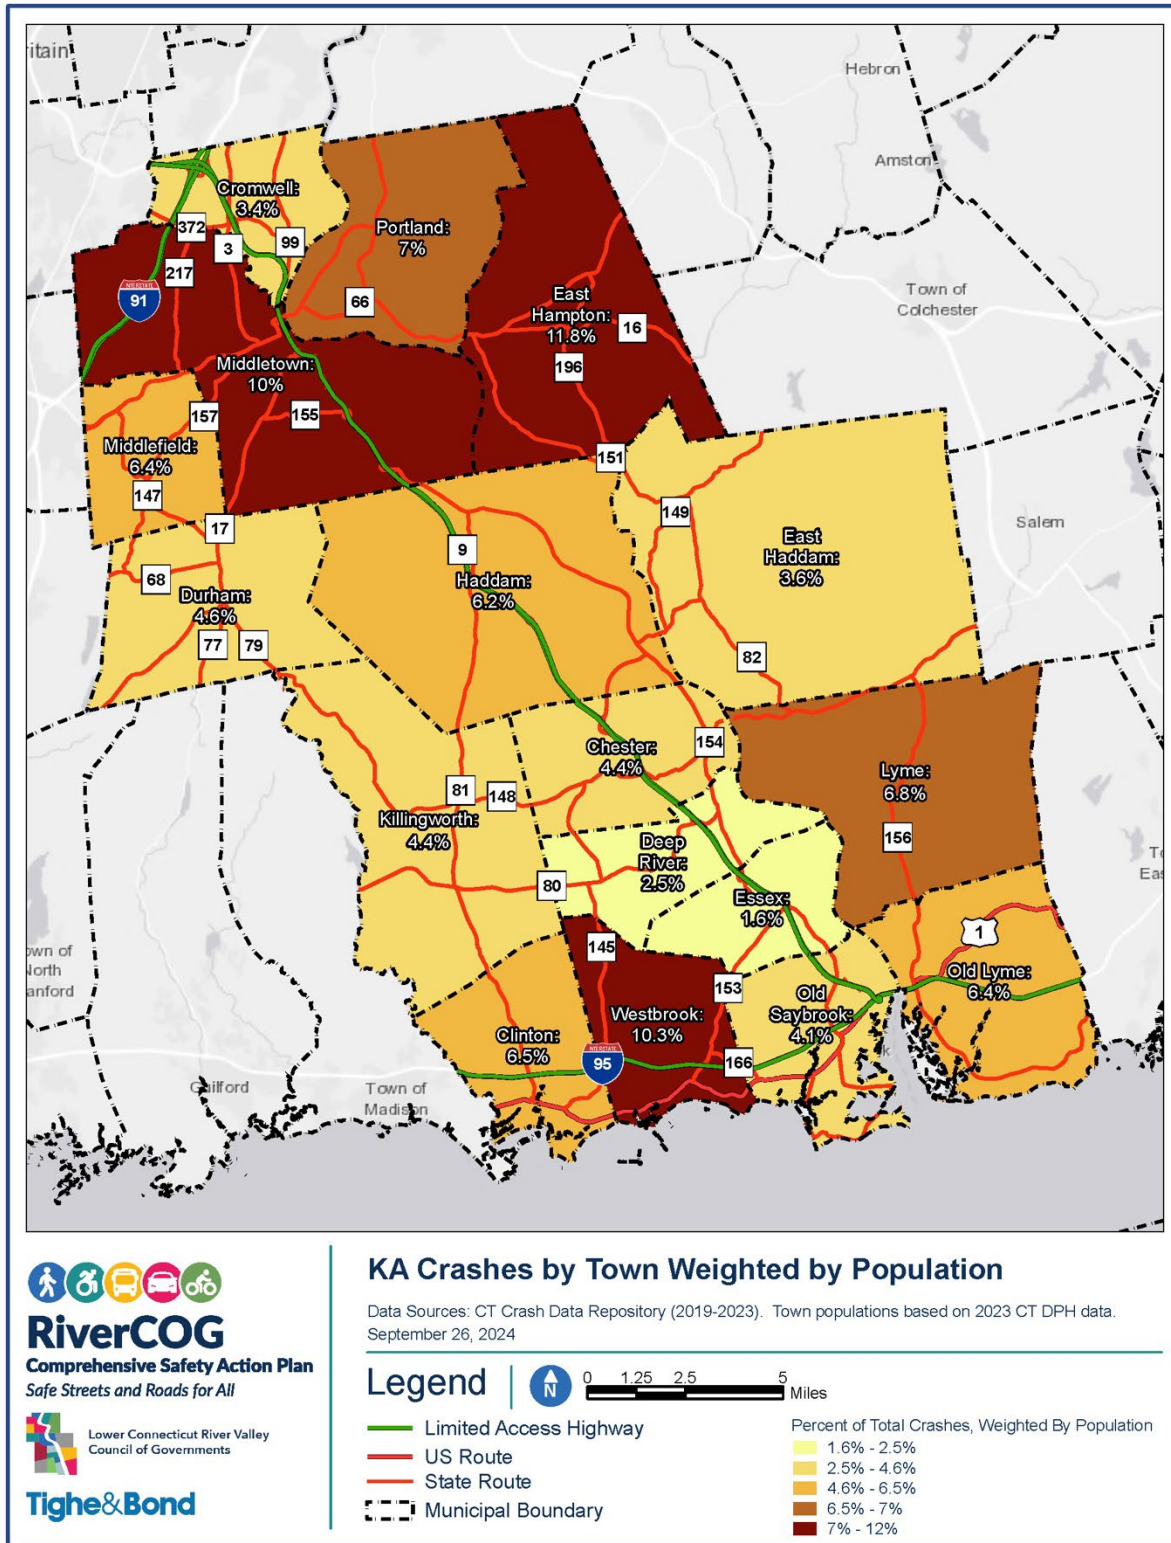 ritain
Hebron
Amston
Cromwell:
3.4%
Portland:
7%
372
3
99
217
INTERSTATE
91
66
East
Hampton:
11.8%
16
196
Town of
Colchester
Middletown:
10%
155
157
Middlefield:
6.4%
147
151
17
149
Salem
9
Haddam:
6.2%
East
Haddam:
3.6%
68
Durham:
4.6%
77
79
82
Chester:
4.4%
154
Lyme:
6.8%
81
148
Killingworth:
4.4%
156
Deep
River:
2.5%
80
Essex:
1.6%
1
145
own of
North
anford
153
Old Lyme:
6.4%
Westbrook:
10.3%
Old
Saybrook:
4.1%
k
Clinton:
6.5%
INTERSTATE
95
166
Guilford
Town of
Madison
RiverCOG
Comprehensive Safety Action Plan
Safe Streets and Roads for All
Lower Connecticut River Valley
Council of Governments
Tighe&Bond
KA Crashes by Town Weighted by Population
Data Sources: CT Crash Data Repository (2019-2023). Town populations based on 2023 CT DPH data.
September 26, 2024
Legend
N
0 1.25 2.5 5
Miles
Limited Access Highway
US Route
State Route
Municipal Boundary
Percent of Total Crashes, Weighted By Population
1.6% - 2.5%
2.5% - 4.6%
4.6% - 6.5%
6.5% - 7%
7% - 12%